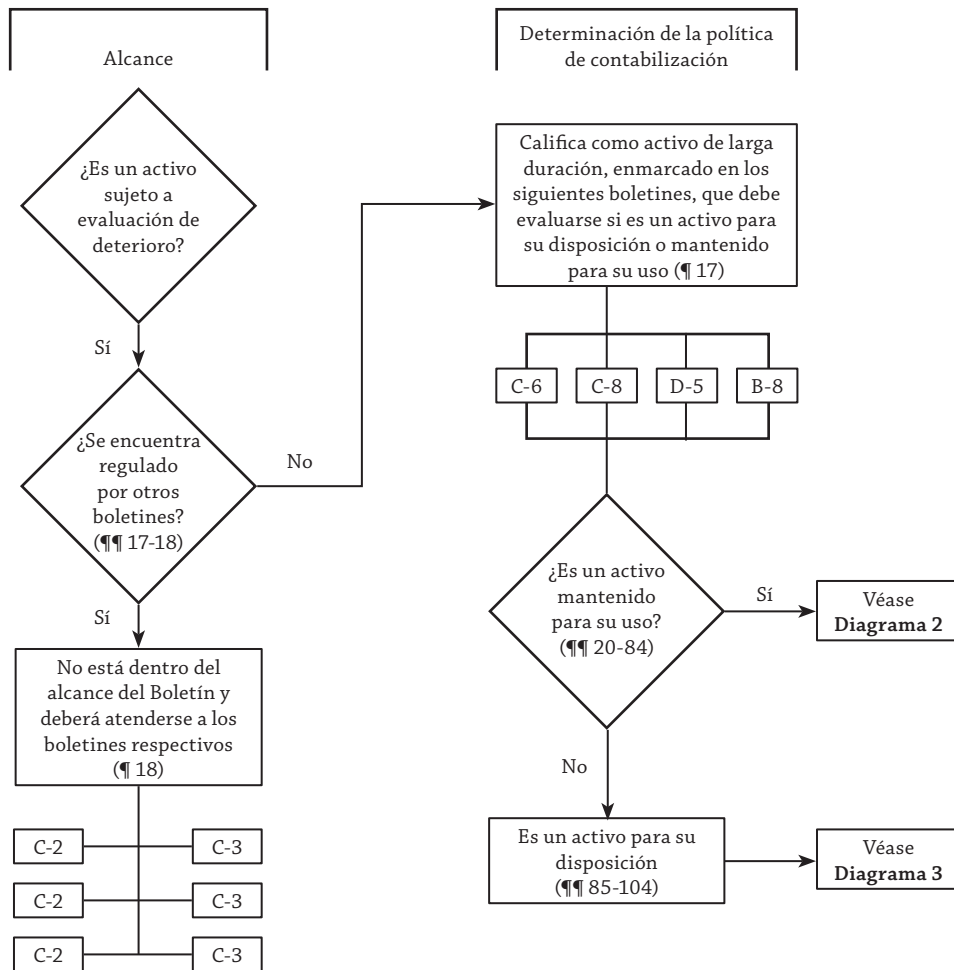 Alcance
¿Es un activo
sujeto a
evaluación de
deterioro?
Sí
¿Se encuentra
regulado
por otros
boletines?
(¶¶ 17-18)
No
Sí
No está dentro del
alcance del Boletín y
deberá atenderse a los
boletines respectivos
(¶ 18)
C-2
C-3
C-2
C-3
C-2
C-3
Determinación de la política
de contabilización
Califica como activo de larga
duración, enmarcado en los
siguientes boletines, que debe
evaluarse si es un activo para
su disposición o mantenido
para su uso (¶ 17)
C-6
C-8
D-5
B-8
¿Es un activo
mantenido
para su uso?
(¶¶ 20-84)
Sí
Véase
Diagrama 2
No
Es un activo para su
disposición
(¶¶ 85-104)
Véase
Diagrama 3